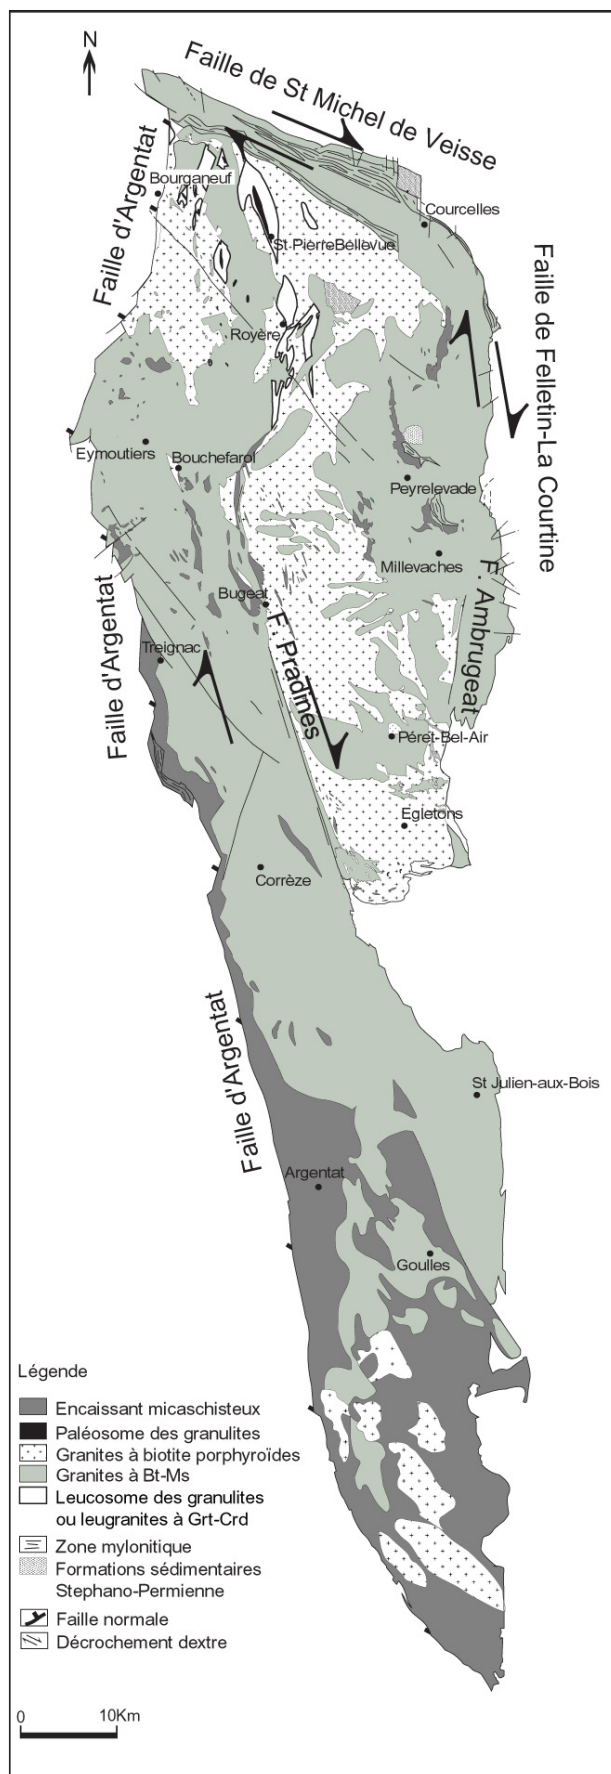 N
Faille de St Michel de Veisse
Faille d'Argentat
Bourganeuf
Courcelles
St-PierreBellevue
Faille de Felletin-La Courtine
Royère
Eymoutiers
Bouchefarol
Peyrelevade
Millevaches
F. Ambrugeat
Bugeat
F. Pradines
Faille d'Argentat
Treignac
Péret-Bel-Air
Egletons
Corrèze
Faille d'Argentat
St Julien-aux-Bois
Argentat
Goulles
Légende
Encaissant micaschisteux
Paléosome des granulites
Granites à biotite porphyroïdes
Granites à Bt-Ms
Leucosome des granulites
ou leugranites à Grt-Crd
Zone mylonitique
Formations sédimentaires
Stephano-Permienne
Faille normale
Décrochement dextre
0 10Km